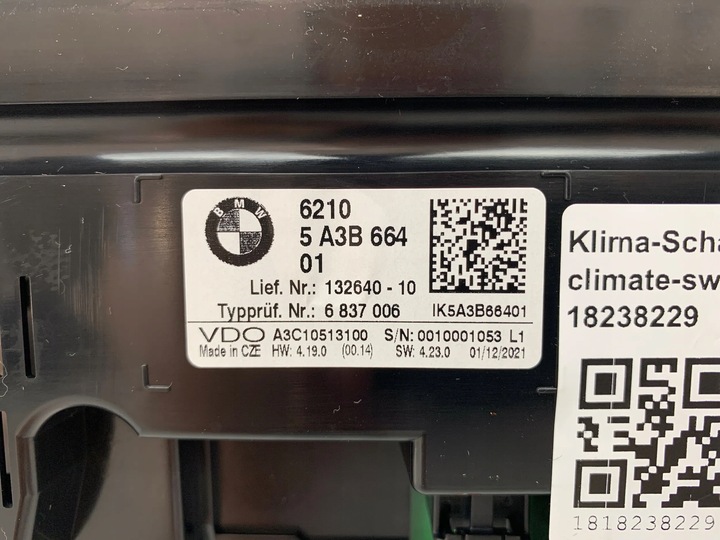 BMW
6210
5 A3B 664
01
Lief. Nr.: 132640 - 10
Typprüf. Nr.: 6 837 006
IK5A3B66401
VDO A3C10513100 S/N: 0010001053 L1
Made in CZE HW: 4.19.0 (00.14) SW: 4.23.0 01/12/2021
Klima-Scha
climate-sw
18238229
1818238229